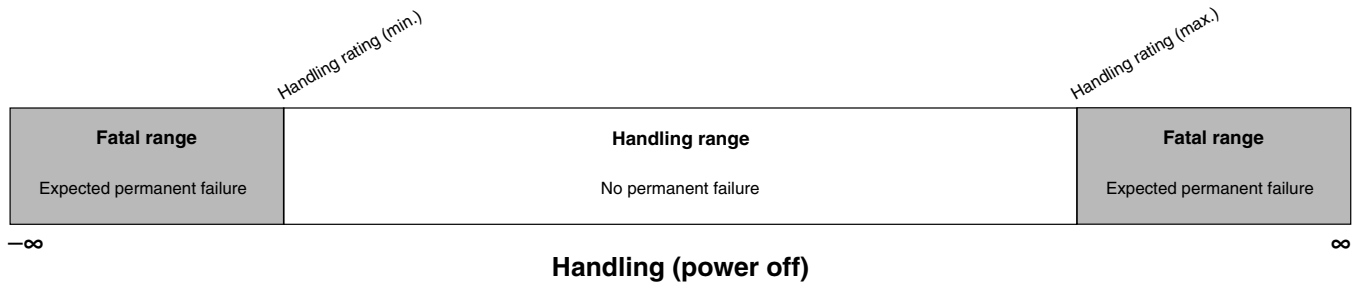 Handling rating (min.)
Handling rating (max.)
Fatal range
Expected permanent failure
Handling range
No permanent failure
Fatal range
Expected permanent failure
–∞
∞
Handling (power off)